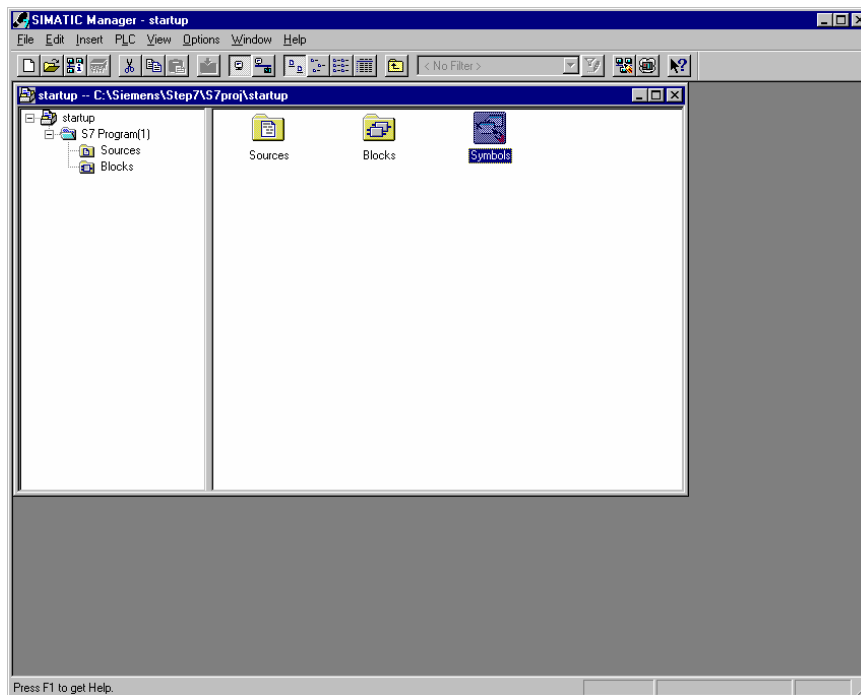 SIMATIC Manager - startup
File Edit Insert PLC View Options Window Help
< No Filter >
startup -- C:\Siemens\Step7\S7proj\startup
startup
S7 Program(1)
Sources
Blocks
Sources Blocks Symbols
Press F1 to get Help.